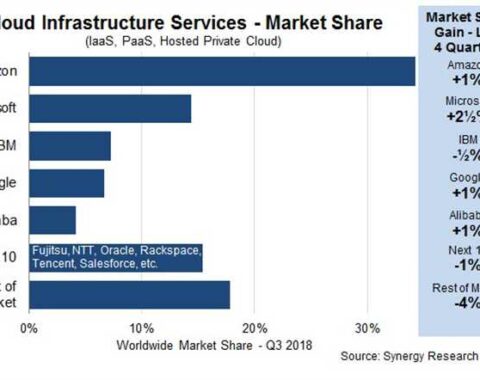 loud Infrastructure Services - Market Share
(IaaS, PaaS, Hosted Private Cloud)
zon
soft
BM
gle
aba
10
t of
ket
Fujitsu, NTT, Oracle, Rackspace,
Tencent, Salesforce, etc.
0%
10%
20%
30%
Worldwide Market Share - Q3 2018
Market S
Gain - L
4 Quart
Amazo
+1%
Micros
+2½%
IBM
-½%
Googl
+1%
Alibab
+1%
Next 1
-1%
Rest of M
-4%
Source: Synergy Research